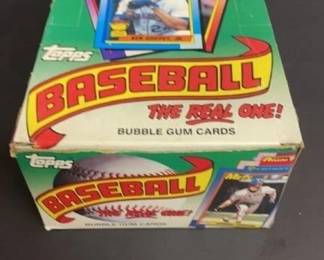 KEN GRIFFEY, JR.
Topps
BASEBALL
THE REAL ONE!
BUBBLE GUM CARDS
Topps
BASEBALL
THE REAL ONE!
BUBBLE GUM CARDS